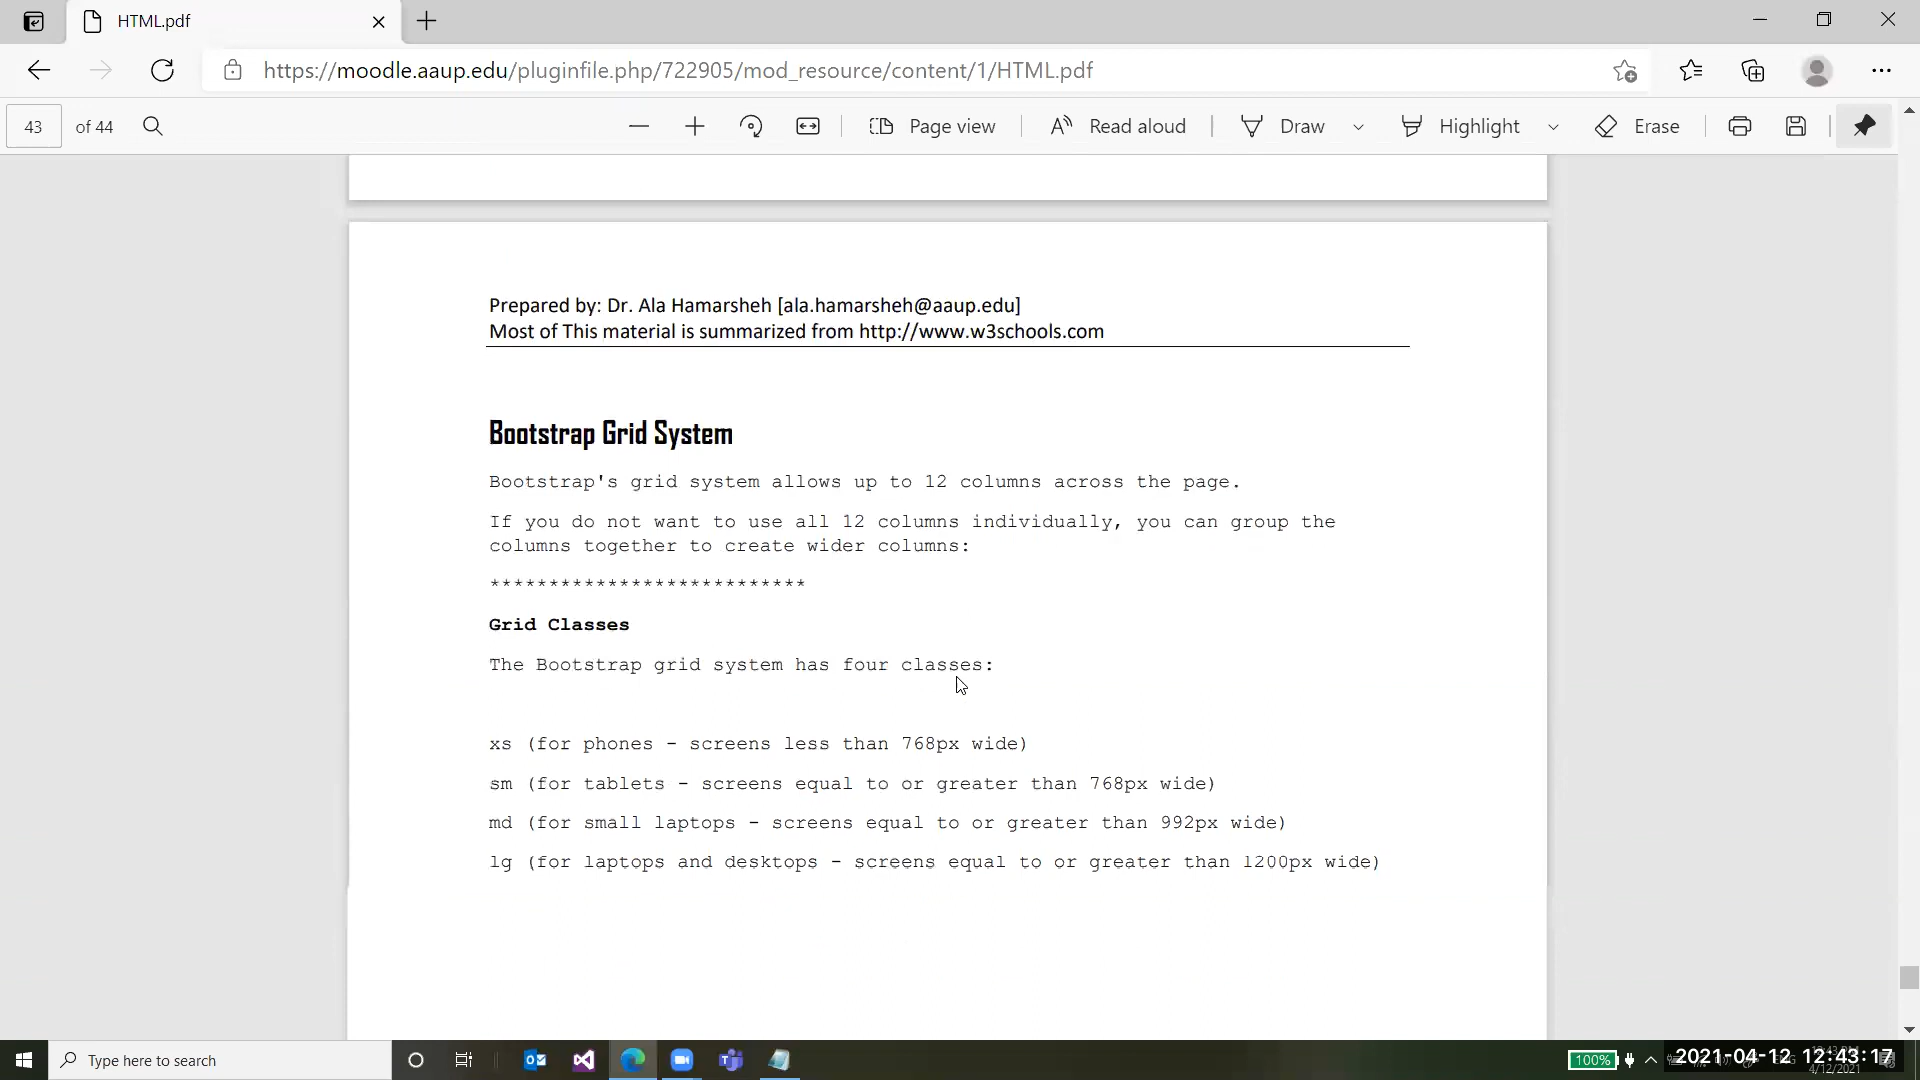 HTML.pdf
https://moodle.aaup.edu/pluginfile.php/722905/mod_resource/content/1/HTML.pdf
43 of 44 Page view Read aloud Draw Highlight Erase
Prepared by: Dr. Ala Hamarsheh [ala.hamarsheh@aaup.edu]
Most of This material is summarized from http://www.w3schools.com
Bootstrap Grid System
Bootstrap's grid system allows up to 12 columns across the page.
If you do not want to use all 12 columns individually, you can group the
columns together to create wider columns:
***************************
Grid Classes
The Bootstrap grid system has four classes:
xs (for phones - screens less than 768px wide)
sm (for tablets - screens equal to or greater than 768px wide)
md (for small laptops - screens equal to or greater than 992px wide)
lg (for laptops and desktops - screens equal to or greater than 1200px wide)
Type here to search
100% 2021-04-12 12:43:17
4/12/2021